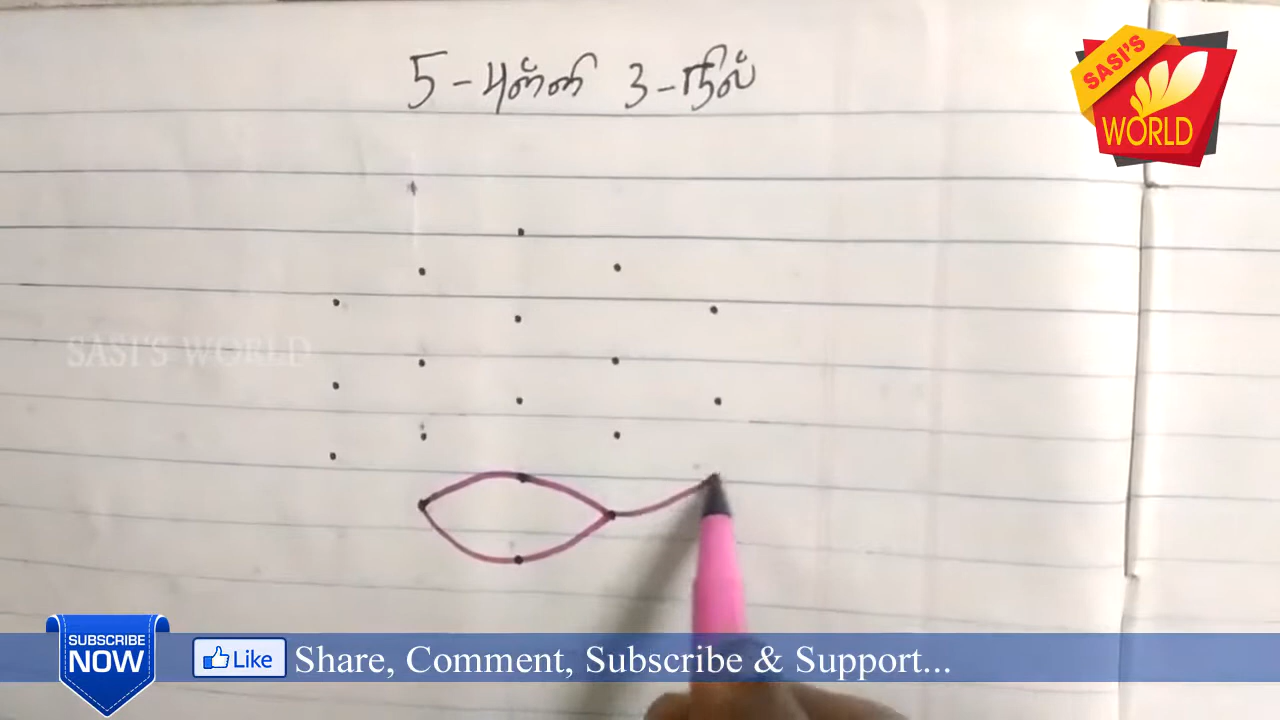 5-புள்ளி 3-நில்
SASI'S
WORLD
SASI'S WORLD
SUBSCRIBE
NOW
Like
Share, Comment, Subscribe & Support...